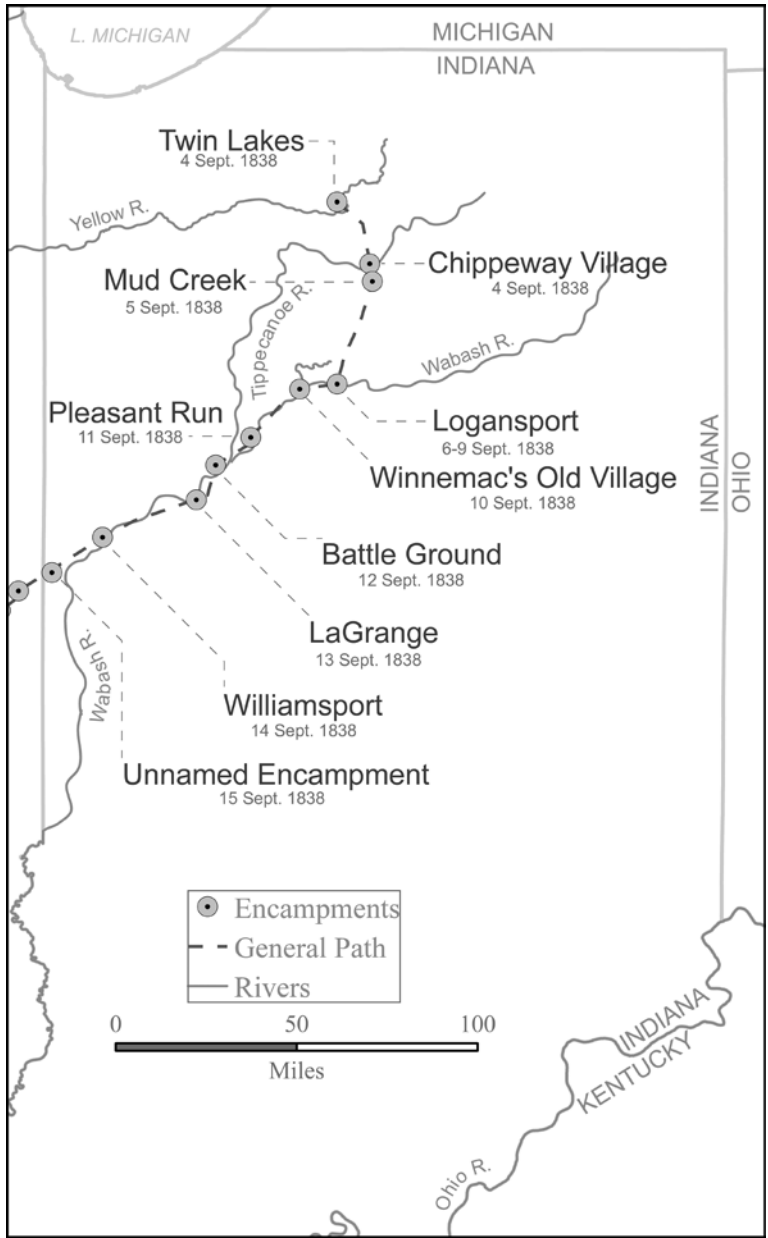 L. MICHIGAN
MICHIGAN
INDIANA
Twin Lakes
4 Sept. 1838
Yellow R.
Chippeway Village
4 Sept. 1838
Mud Creek
5 Sept. 1838
Tippecanoe R.
Wabash R.
Pleasant Run
11 Sept. 1838
Logansport
6-9 Sept. 1838
Winnemac's Old Village
10 Sept. 1838
INDIANA
OHIO
Battle Ground
12 Sept. 1838
LaGrange
13 Sept. 1838
Wabash R.
Williamsport
14 Sept. 1838
Unnamed Encampment
15 Sept. 1838
Encampments
General Path
Rivers
0 50 100
Miles
INDIANA
KENTUCKY
Ohio R.